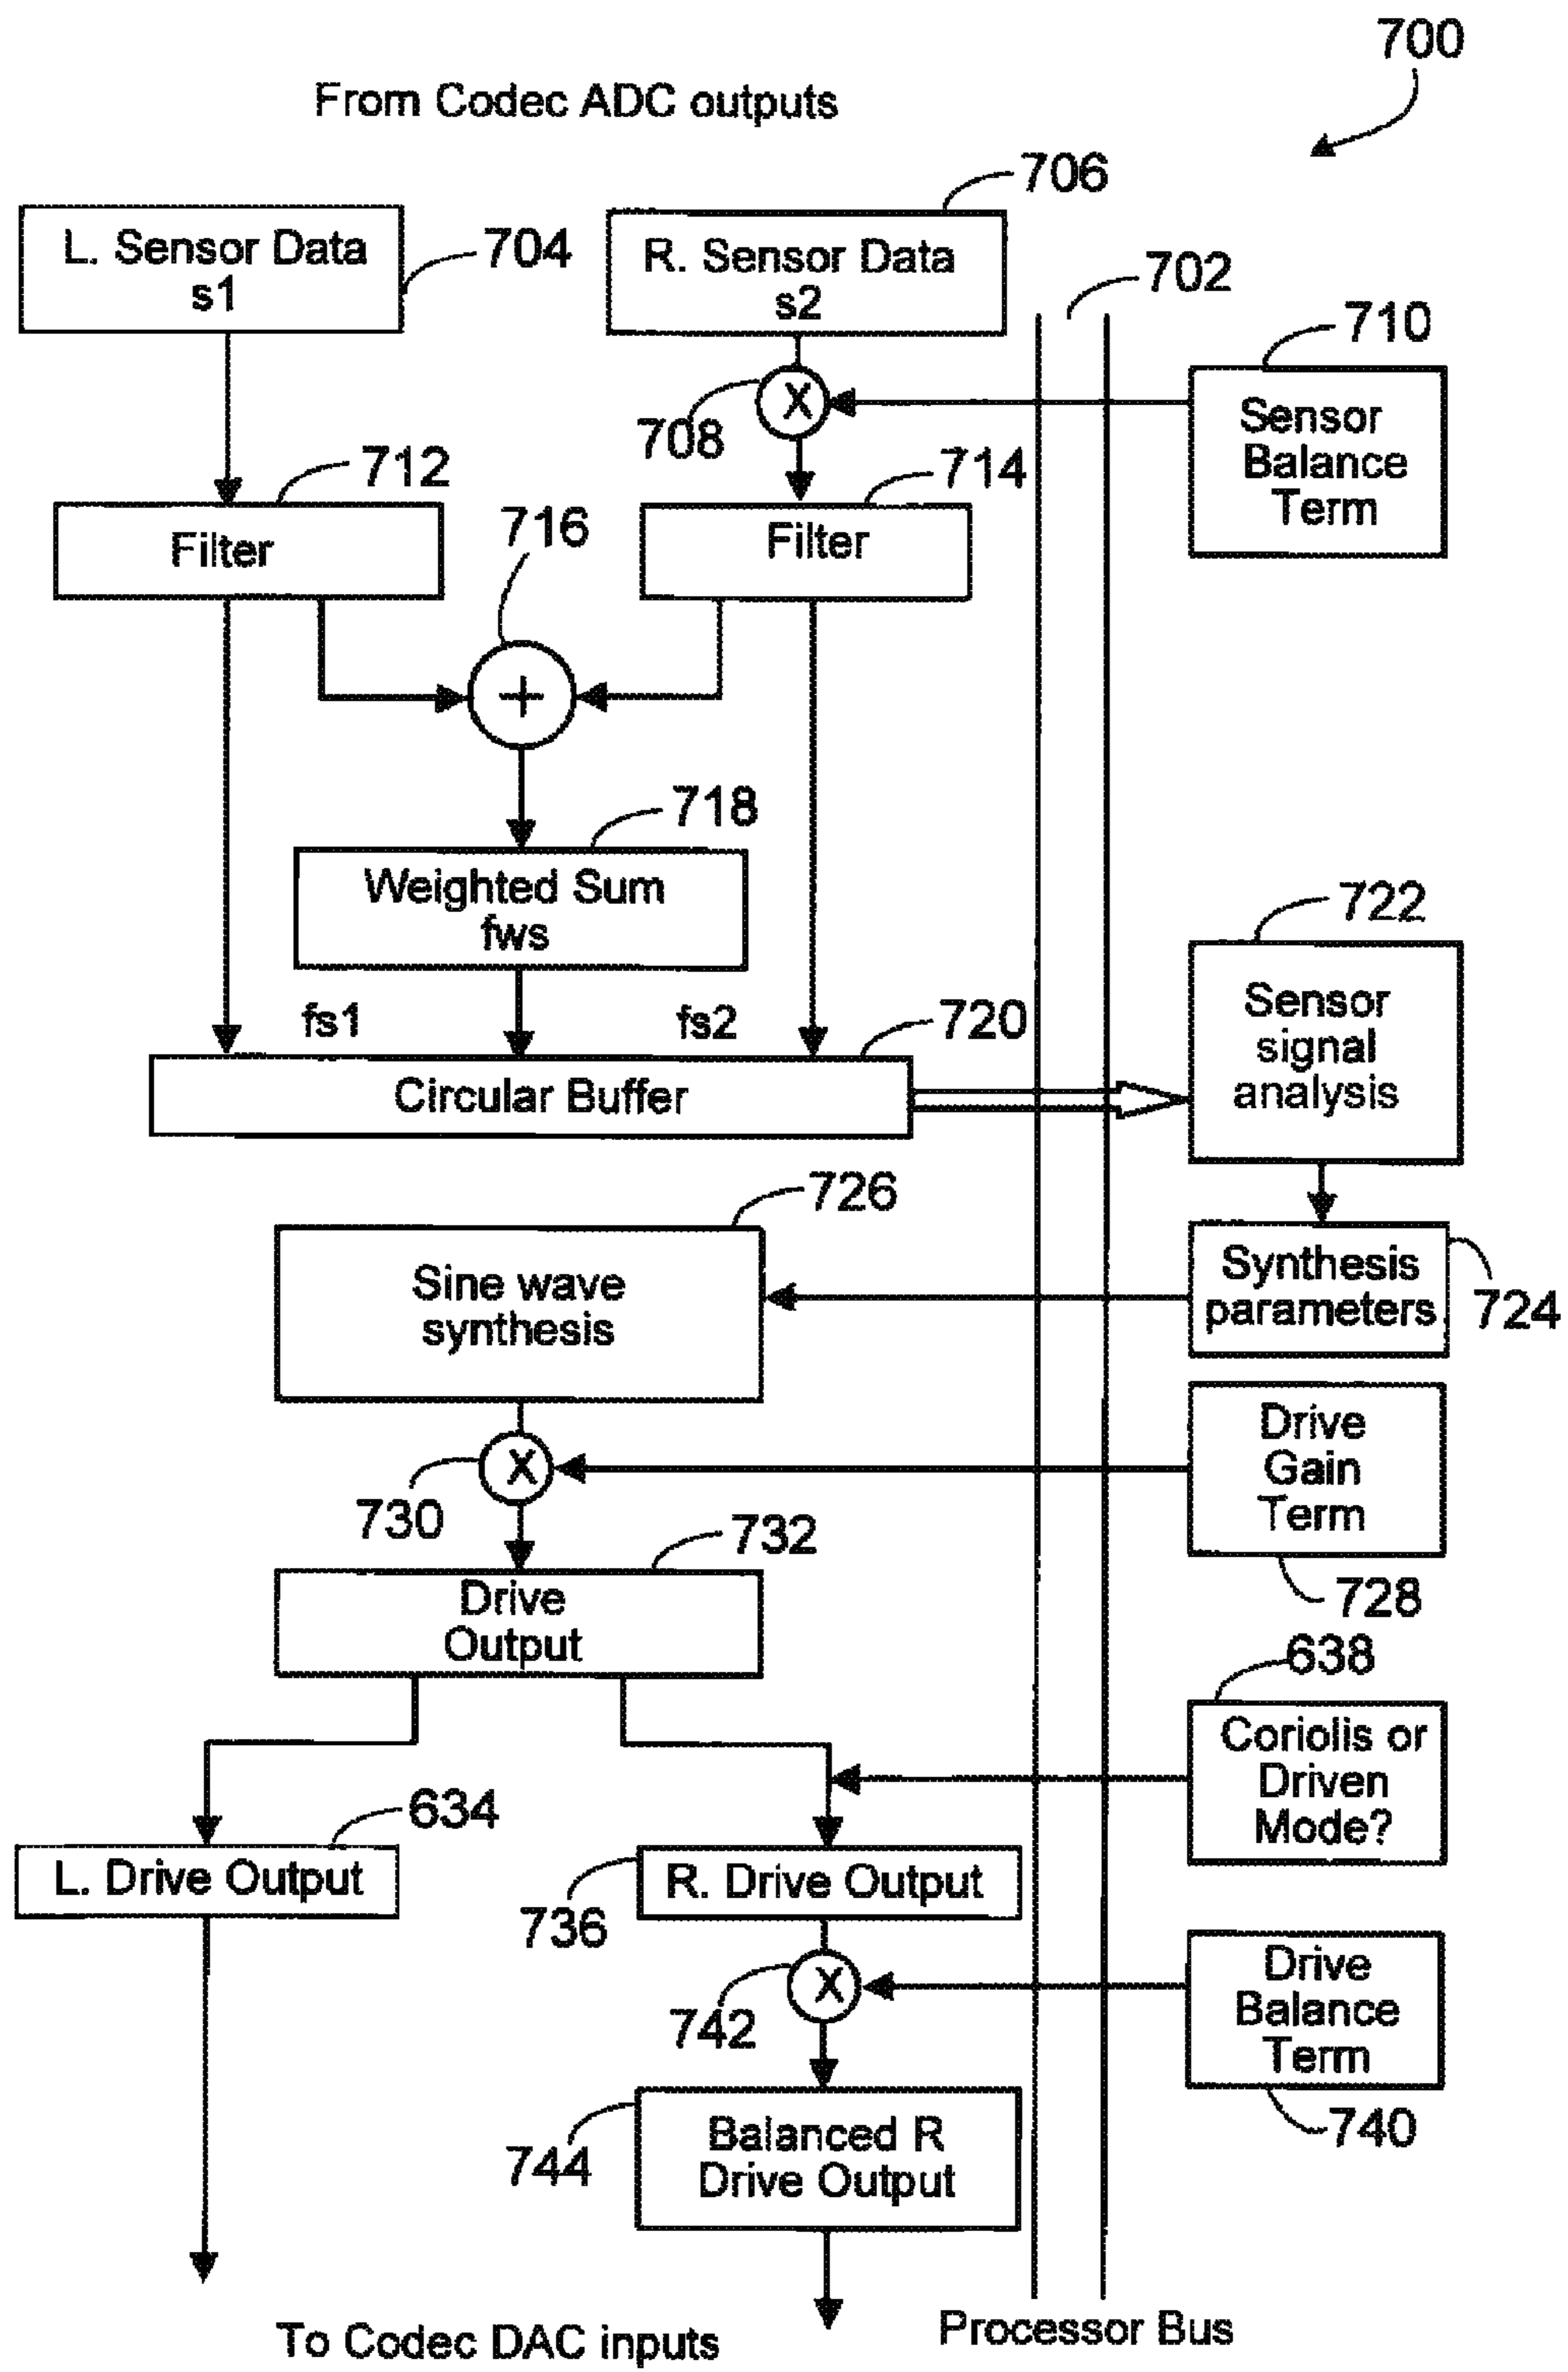 700
From Codec ADC outputs
706
L. Sensor Data
s1
704
R. Sensor Data
s2
702
710
X
708
Sensor
Balance
Term
712
714
716
Filter
Filter
+
718
Weighted Sum
fws
722
fs1
fs2
720
Sensor
signal
analysis
Circular Buffer
726
Sine wave
synthesis
Synthesis
parameters
724
X
730
Drive
Gain
Term
732
728
Drive
Output
638
Coriolis or
Driven
Mode?
634
L. Drive Output
R. Drive Output
736
X
742
Drive
Balance
Term
740
744
Balanced R
Drive Output
To Codec DAC inputs
Processor Bus